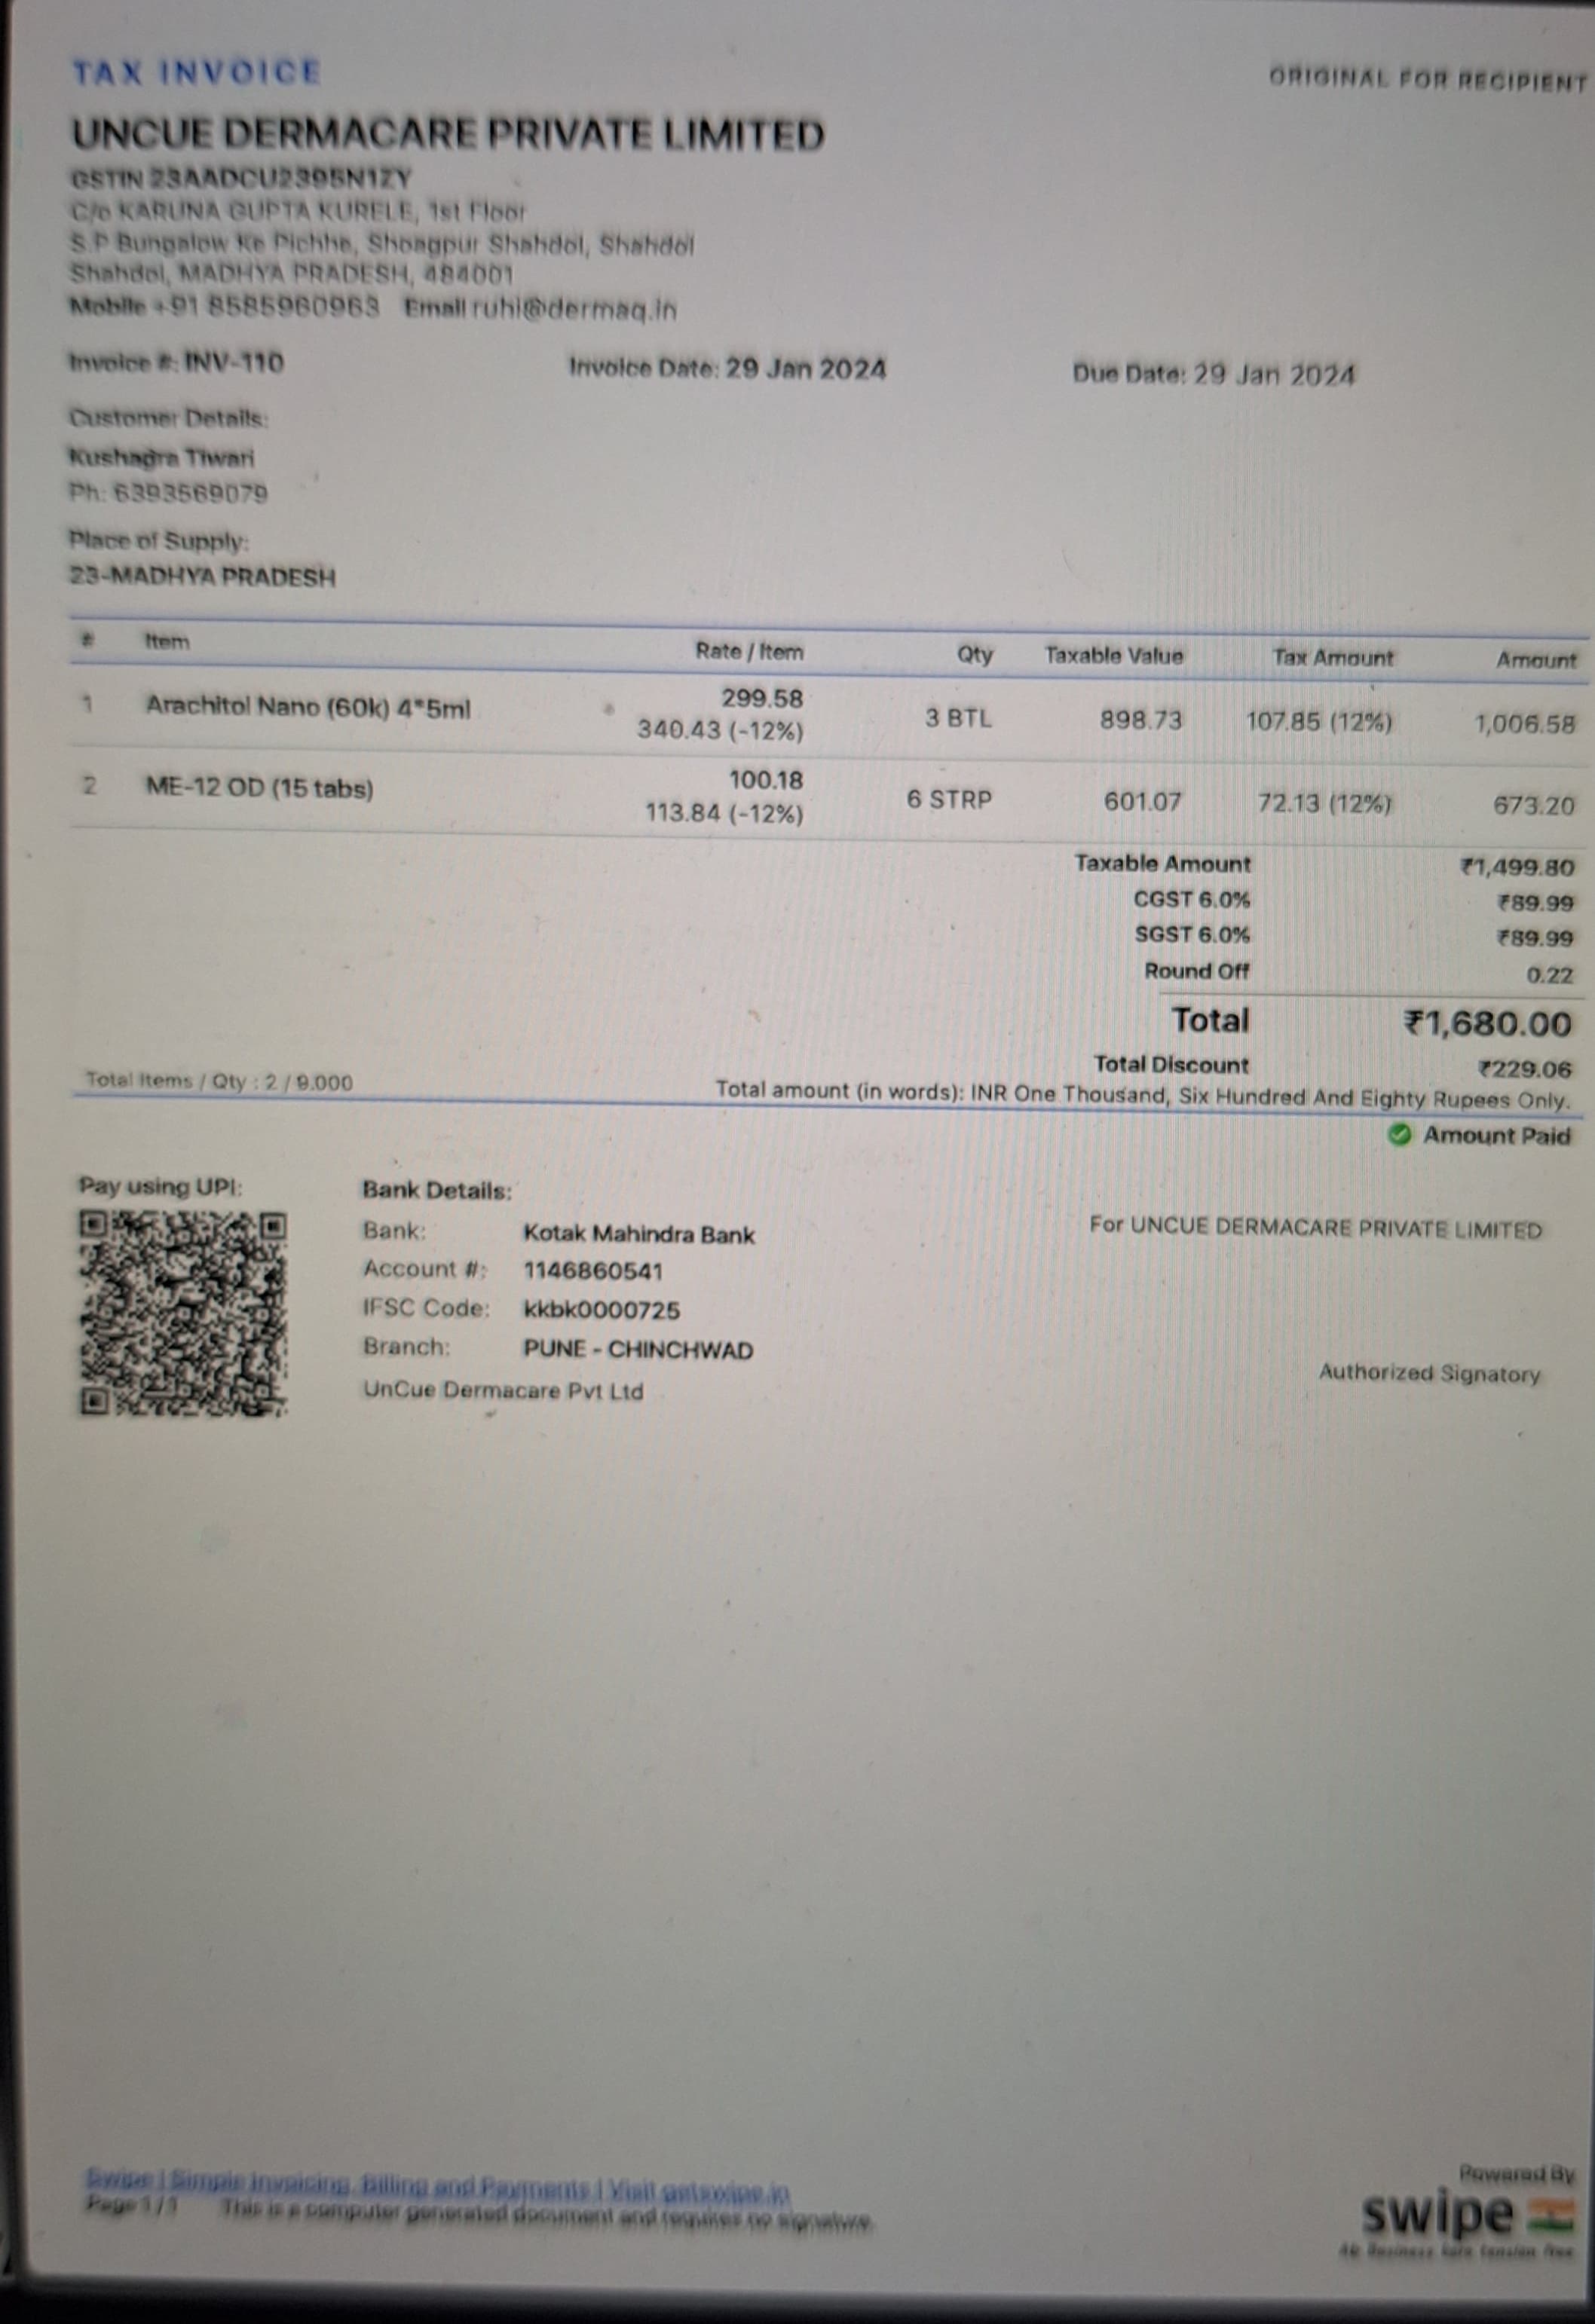 TAX INVOICE
ORIGINAL FOR RECIPIENT
UNCUE DERMACARE PRIVATE LIMITED
GSTIN 23AADCU2395N1ZY
C/o KARUNA GUPTA KURELE, 1st Floor
S.P Bungalow Ke Pichhe, Shoagpur Shahdol, Shahdol
Shahdol, MADHYA PRADESH, 484001
Mobile +91 8585960963 Email ruhi@dermaq.in
Invoice #: INV-110 Invoice Date: 29 Jan 2024 Due Date: 29 Jan 2024
Customer Details:
Kushagra Tiwari
Ph: 6393569079
Place of Supply:
23-MADHYA PRADESH
# Item Rate / Item Qty Taxable Value Tax Amount Amount
1 Arachitol Nano (60k) 4*5ml 299.58 3 BTL 898.73 107.85 (12%) 1,006.58
340.43 (-12%)
2 ME-12 OD (15 tabs) 100.18 6 STRP 601.07 72.13 (12%) 673.20
113.84 (-12%)
Taxable Amount ₹1,499.80
CGST 6.0% ₹89.99
SGST 6.0% ₹89.99
Round Off 0.22
Total ₹1,680.00
Total Discount ₹229.06
Total Items / Qty : 2 / 9.000
Total amount (in words): INR One Thousand, Six Hundred And Eighty Rupees Only.
Amount Paid
Pay using UPI:
Bank Details:
Bank: Kotak Mahindra Bank
Account #: 1146860541
IFSC Code: kkbk0000725
Branch: PUNE - CHINCHWAD
UnCue Dermacare Pvt Ltd
For UNCUE DERMACARE PRIVATE LIMITED
Authorized Signatory
Swipe | Simple Invoicing, Billing and Payments | Visit getswipe.in
Page 1 / 1 This is a computer generated document and requires no signature.
Powered By
swipe